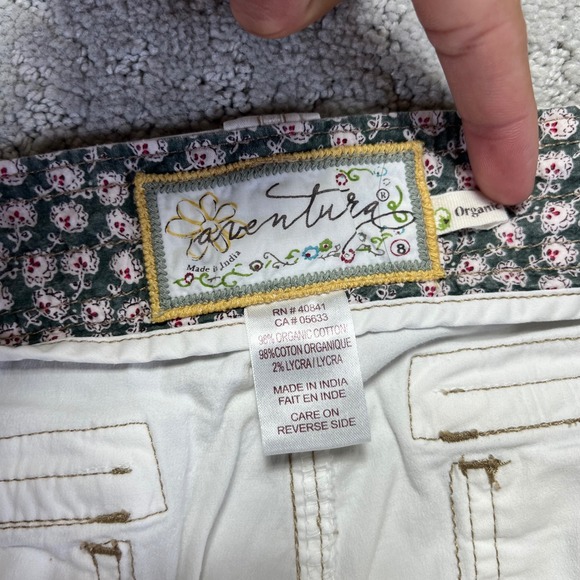 aventura®
Made in India
8
Organ
RN # 40841
CA # 05633
98% ORGANIC COTTON/
98%COTON ORGANIQUE
2% LYCRA / LYCRA
MADE IN INDIA
FAIT EN INDE
CARE ON
REVERSE SIDE